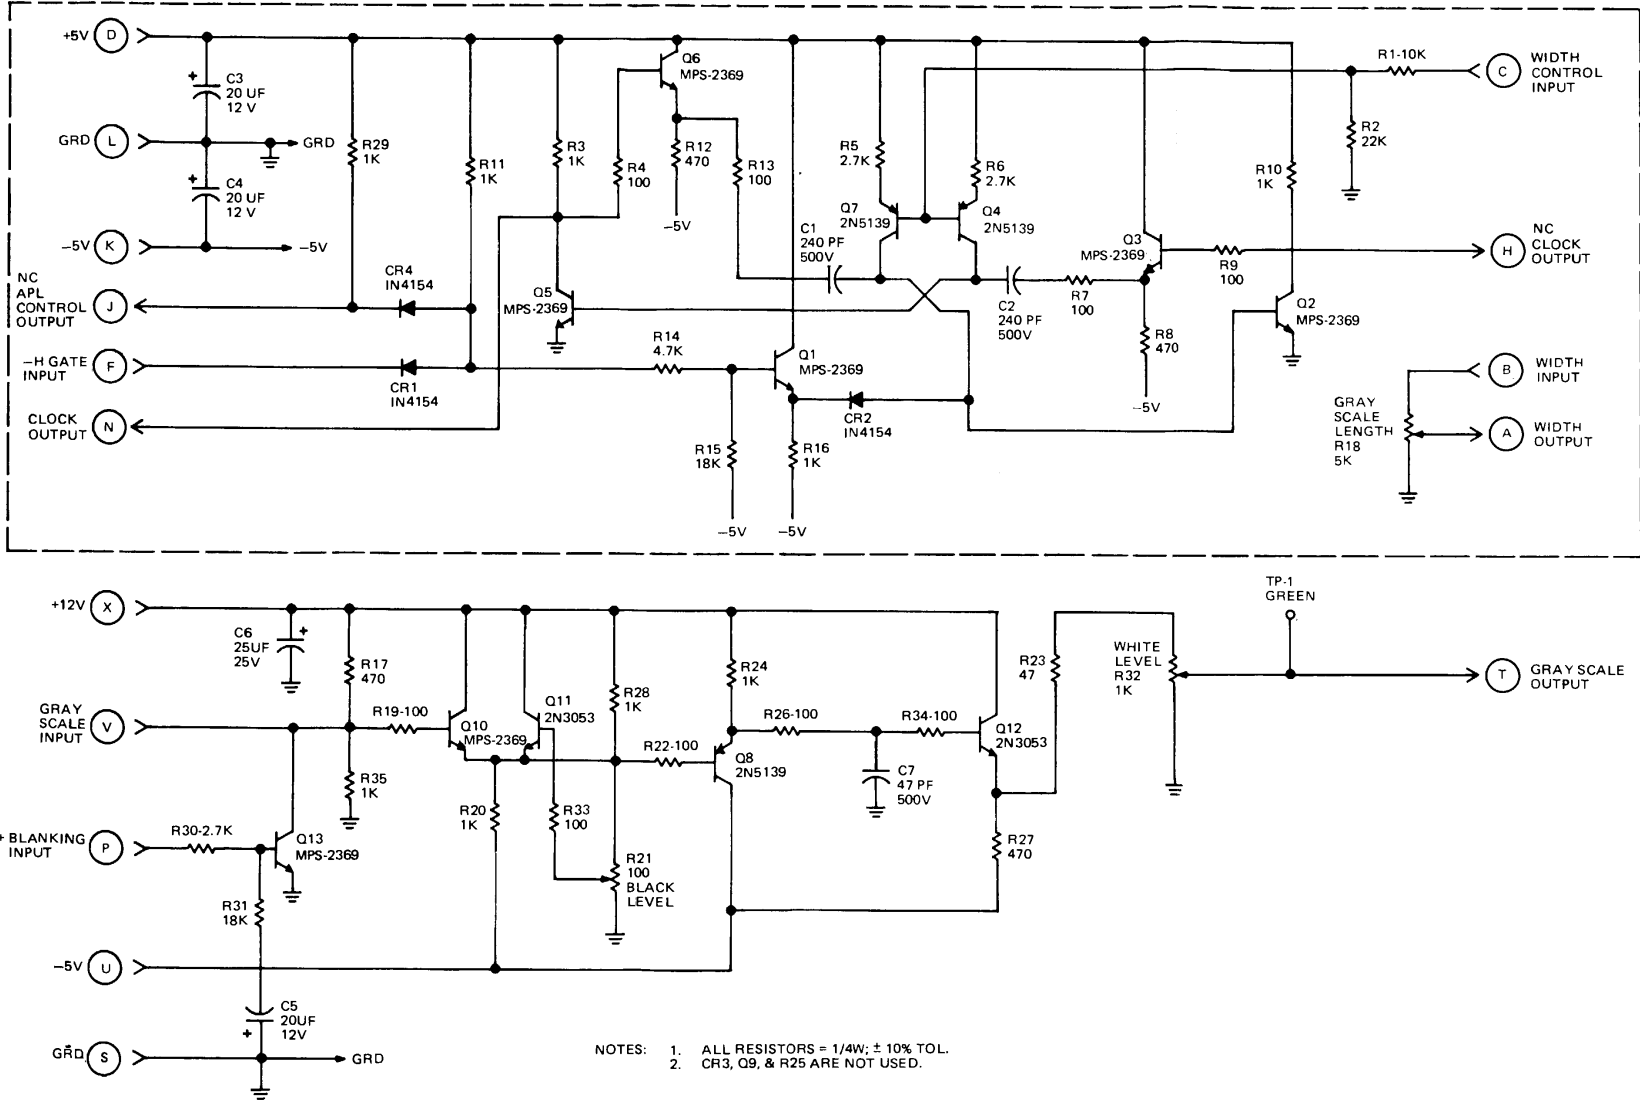 +5V D
C3
20 UF
12 V
GRD L
GRD
C4
20 UF
12 V
−5V K
−5V
NC
APL
CONTROL
OUTPUT
J
−H GATE
INPUT
F
CLOCK
OUTPUT
N
R29
1K
CR4
IN4154
CR1
IN4154
R11
1K
R3
1K
R4
100
Q6
MPS-2369
R12
470
−5V
R13
100
Q5
MPS-2369
R14
4.7K
R15
18K
−5V
Q1
MPS-2369
R16
1K
−5V
CR2
IN4154
C1
240 PF
500V
R5
2.7K
Q7
2N5139
R6
2.7K
Q4
2N5139
C2
240 PF
500V
R7
100
Q3
MPS-2369
R8
470
−5V
R9
100
R10
1K
Q2
MPS-2369
R1-10K
R2
22K
C
WIDTH
CONTROL
INPUT
H
NC
CLOCK
OUTPUT
B
WIDTH
INPUT
GRAY
SCALE
LENGTH
R18
5K
A
WIDTH
OUTPUT
+12V X
C6
25UF
25V
R17
470
GRAY
SCALE
INPUT
V
R19-100
R35
1K
+ BLANKING
INPUT
P
R30-2.7K
Q13
MPS-2369
R31
18K
−5V U
C5
20UF
12V
GRD S
GRD
Q10
MPS-2369
Q11
2N3053
R20
1K
R33
100
R28
1K
R22-100
R21
100
BLACK
LEVEL
R24
1K
Q8
2N5139
R26-100
C7
47 PF
500V
R34-100
Q12
2N3053
R27
470
R23
47
WHITE
LEVEL
R32
1K
TP-1
GREEN
T
GRAY SCALE
OUTPUT
NOTES: 1. ALL RESISTORS = 1/4W; ± 10% TOL.
2. CR3, Q9, & R25 ARE NOT USED.